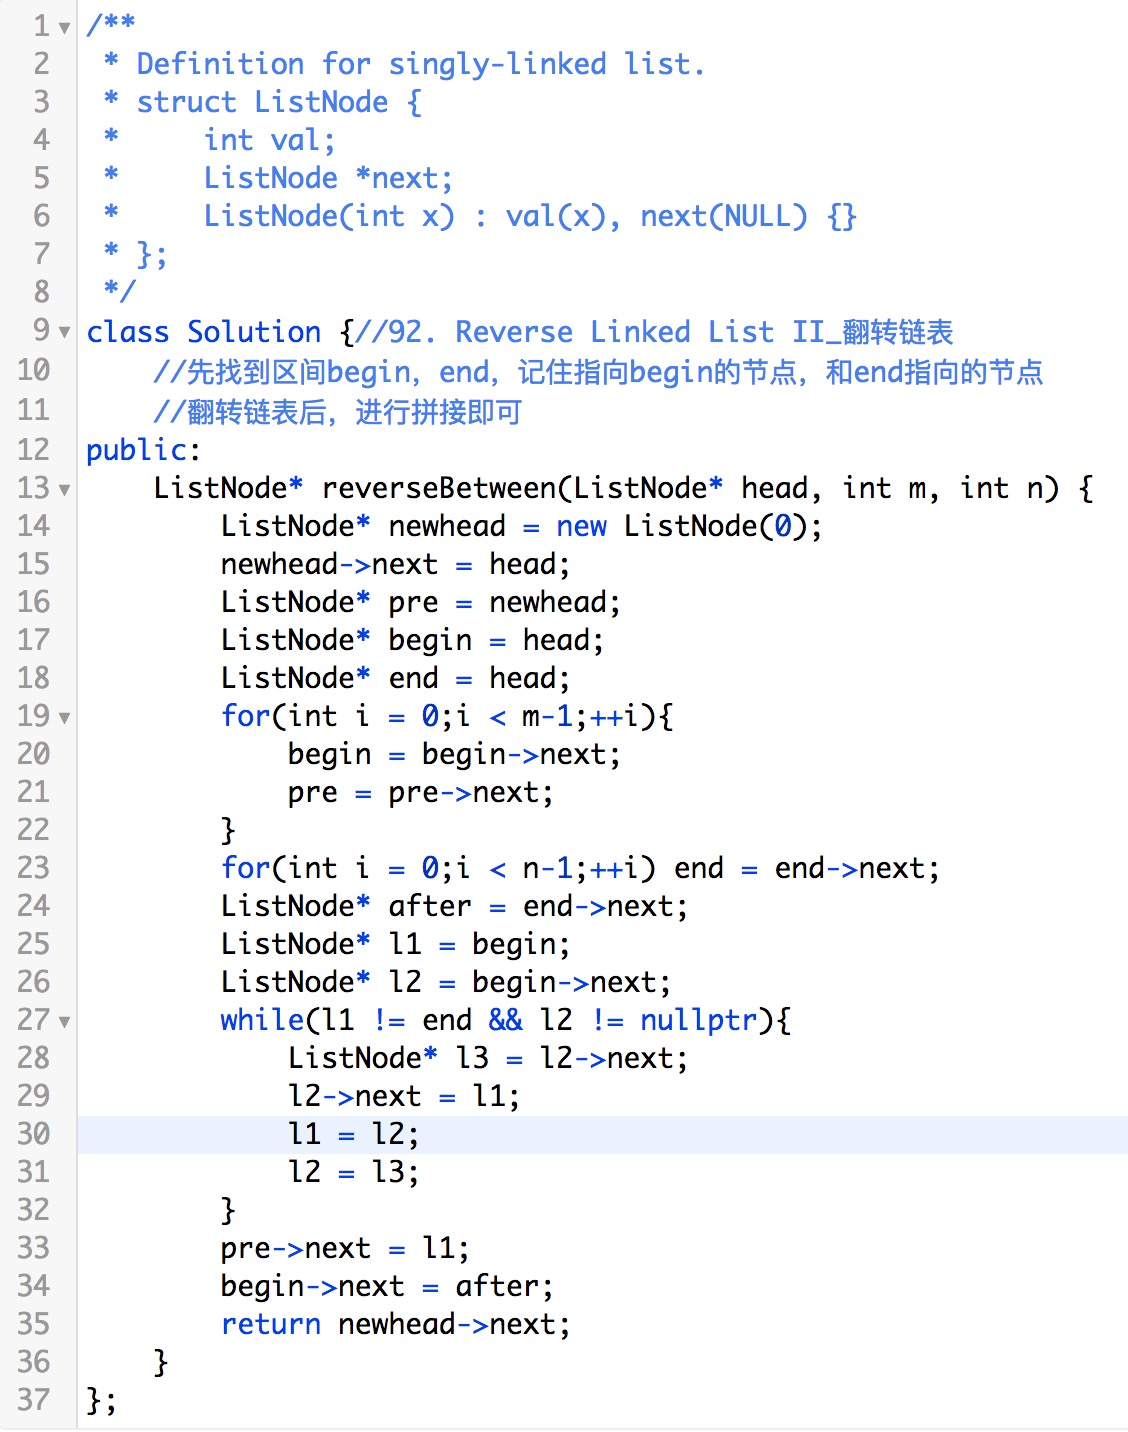 1 /**
2  * Definition for singly-linked list.
3  * struct ListNode {
4  *     int val;
5  *     ListNode *next;
6  *     ListNode(int x) : val(x), next(NULL) {}
7  * };
8  */
9 class Solution {//92. Reverse Linked List II_翻转链表
10     //先找到区间begin，end，记住指向begin的节点，和end指向的节点
11     //翻转链表后，进行拼接即可
12 public:
13     ListNode* reverseBetween(ListNode* head, int m, int n) {
14         ListNode* newhead = new ListNode(0);
15         newhead->next = head;
16         ListNode* pre = newhead;
17         ListNode* begin = head;
18         ListNode* end = head;
19         for(int i = 0;i < m-1;++i){
20             begin = begin->next;
21             pre = pre->next;
22         }
23         for(int i = 0;i < n-1;++i) end = end->next;
24         ListNode* after = end->next;
25         ListNode* l1 = begin;
26         ListNode* l2 = begin->next;
27         while(l1 != end && l2 != nullptr){
28             ListNode* l3 = l2->next;
29             l2->next = l1;
30             l1 = l2;
31             l2 = l3;
32         }
33         pre->next = l1;
34         begin->next = after;
35         return newhead->next;
36     }
37 };